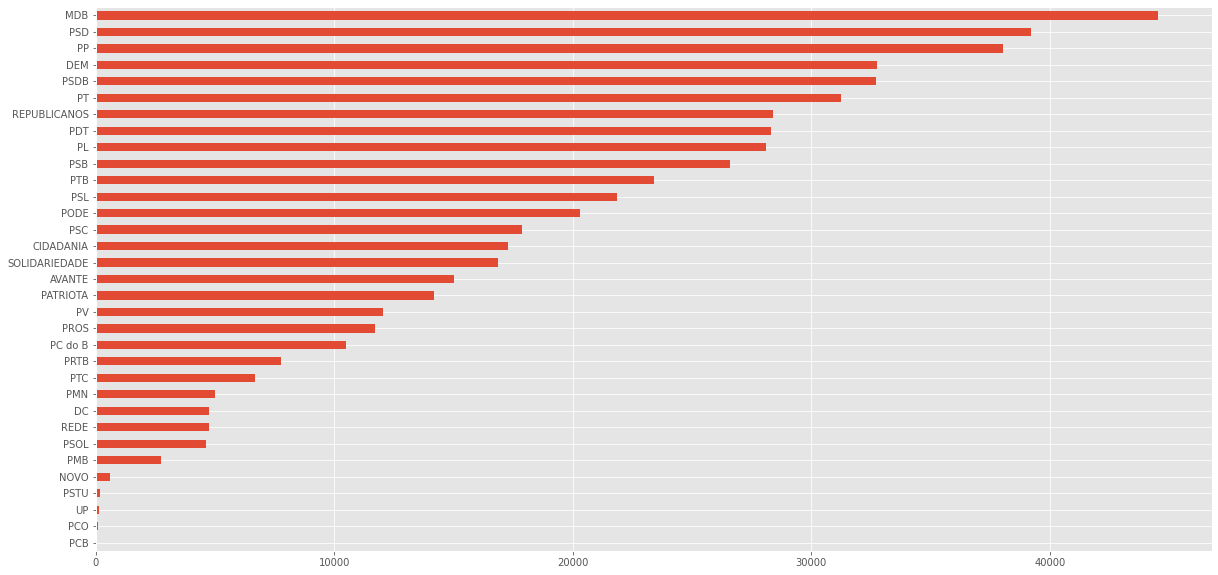 MDB
PSD
PP
DEM
PSDB
PT
REPUBLICANOS
PDT
PL
PSB
PTB
PSL
PODE
PSC
CIDADANIA
SOLIDARIEDADE
AVANTE
PATRIOTA
PV
PROS
PC do B
PRTB
PTC
PMN
DC
REDE
PSOL
PMB
NOVO
PSTU
UP
PCO
PCB
0 10000 20000 30000 40000